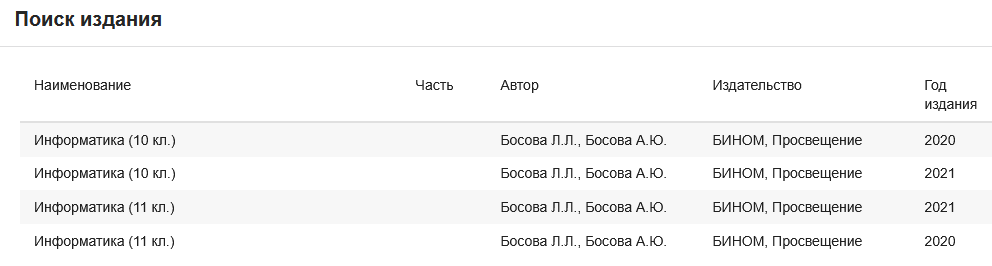 Поиск издания
Наименование Часть Автор Издательство Год издания
Информатика (10 кл.) Босова Л.Л., Босова А.Ю. БИНОМ, Просвещение 2020
Информатика (10 кл.) Босова Л.Л., Босова А.Ю. БИНОМ, Просвещение 2021
Информатика (11 кл.) Босова Л.Л., Босова А.Ю. БИНОМ, Просвещение 2021
Информатика (11 кл.) Босова Л.Л., Босова А.Ю. БИНОМ, Просвещение 2020